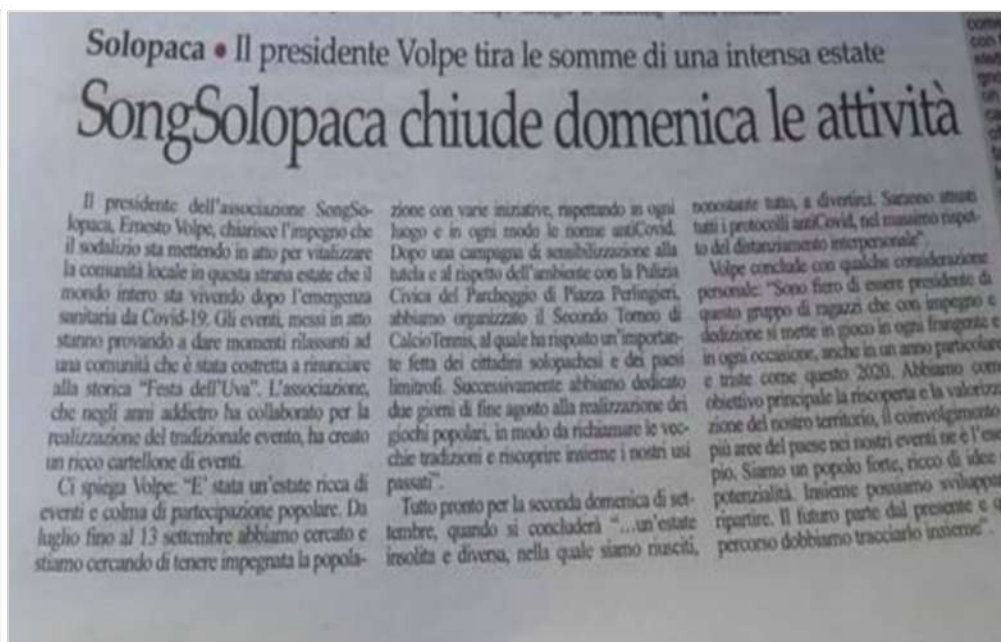 Solopaca • Il presidente Volpe tira le somme di una intensa estate
SongSolopaca chiude domenica le attività
Il presidente dell'associazione SongSo-
lopaca, Ernesto Volpe, chiarisce l'impegno che
il sodalizio sta mettendo in atto per vitalizzare
la comunità locale in questa strana estate che il
mondo intero sta vivendo dopo l'emergenza
sanitaria da Covid-19. Gli eventi, messi in atto
stanno provando a dare momenti rilassanti ad
una comunità che è stata costretta a rinunciare
alla storica "Festa dell'Uva". L'associazione,
che negli anni addietro ha collaborato per la
realizzazione del tradizionale evento, ha creato
un ricco cartellone di eventi.
Ci spiega Volpe: "E' stata un'estate ricca di
eventi e colma di partecipazione popolare. Da
luglio fino al 13 settembre abbiamo cercato e
stiamo cercando di tenere impegnata la popola-
zione con varie iniziative, rispettando in ogni
luogo e in ogni modo le norme antiCovid.
Dopo una campagna di sensibilizzazione alla
tutela e al rispetto dell'ambiente con la Pulizia
Civica del Parcheggio di Piazza Perlingieri,
abbiamo organizzato il Secondo Torneo di
CalcioTennis, al quale ha risposto un'importan-
te fetta dei cittadini solopachesi e dei paesi
limitrofi. Successivamente abbiamo dedicato
due giorni di fine agosto alla realizzazione dei
giochi popolari, in modo da richiamare le vec-
chie tradizioni e riscoprire insieme i nostri usi
passati".
Tutto pronto per la seconda domenica di set-
tembre, quando si concluderà "…un'estate
insolita e diversa, nella quale siamo riusciti,
nonostante tutto, a divertirci. Saranno attuati
tutti i protocolli antiCovid, nel massimo rispet-
to del distanziamento interpersonale".
Volpe conclude con qualche considerazione
personale: "Sono fiero di essere presidente di
questo gruppo di ragazzi che con impegno e
dedizione si mette in gioco in ogni frangente e
in ogni occasione, anche in un anno particolare
e triste come questo 2020. Abbiamo com
obiettivo principale la riscoperta e la valorizza-
zione del nostro territorio, il coinvolgimento
più aree del paese nei nostri eventi ne è l'es
pio. Siamo un popolo forte, ricco di idee
potenzialità. Insieme possiamo svilupp
ripartire. Il futuro parte dal presente e
percorso dobbiamo tracciarlo insieme".